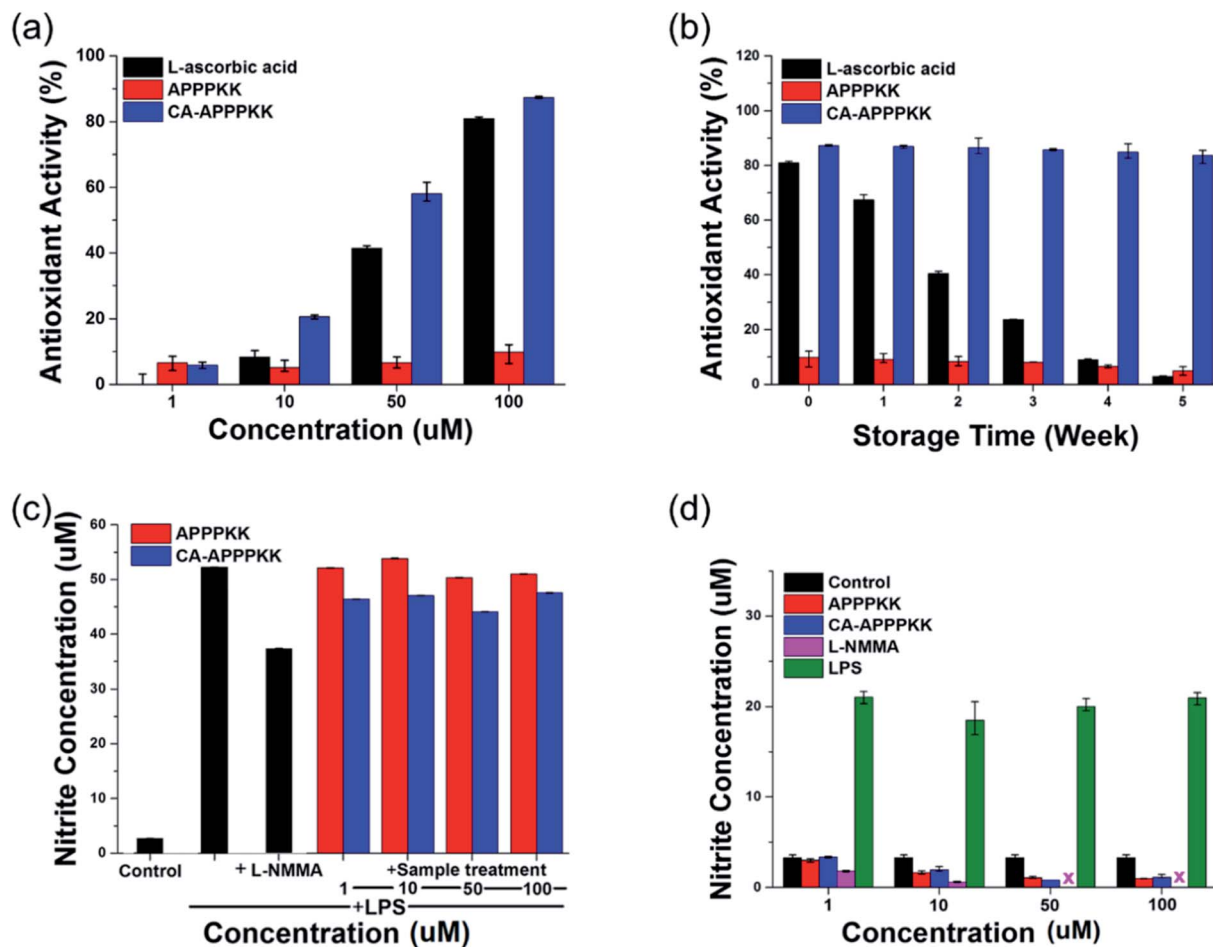 (a)
Antioxidant Activity (%)
100
80
60
40
20
0
L-ascorbic acid
APPPKK
CA-APPPKK
1 10 50 100
Concentration (uM)
(b)
Antioxidant Activity (%)
120
100
80
60
40
20
0
L-ascorbic acid
APPPKK
CA-APPPKK
0 1 2 3 4 5
Storage Time (Week)
(c)
Nitrite Concentration (uM)
60
50
40
30
20
10
0
APPPKK
CA-APPPKK
Control + L-NMMA +Sample treatment
1 10 50 100
+LPS
Concentration (uM)
(d)
Nitrite Concentration (uM)
30
20
10
0
Control
APPPKK
CA-APPPKK
L-NMMA
LPS
x x
1 10 50 100
Concentration (uM)